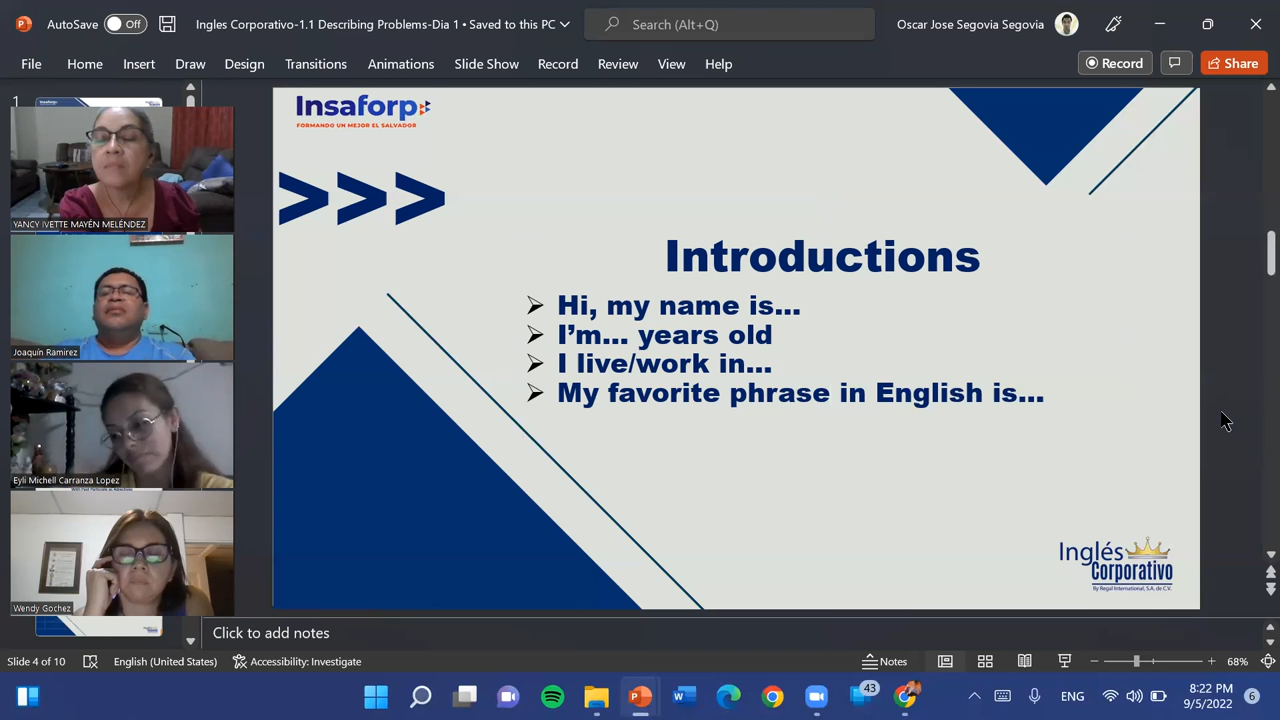 AutoSave
Off
Ingles Corporativo-1.1 Describing Problems-Dia 1 • Saved to this PC
Search (Alt+Q)
Oscar Jose Segovia Segovia
File
Home
Insert
Draw
Design
Transitions
Animations
Slide Show
Record
Review
View
Help
Record
Share
1
YANCY IVETTE MAYÉN MELÉNDEZ
Joaquín Ramirez
Eyli Michell Carranza Lopez
Wendy Gochez
Insaforp
FORMANDO UN MEJOR EL SALVADOR
>>>
Introductions
Hi, my name is...
I'm... years old
I live/work in...
My favorite phrase in English is...
Inglés
Corporativo
By Regal International, S.A. de C.V.
Click to add notes
Slide 4 of 10
English (United States)
Accessibility: Investigate
Notes
68%
43
ENG
8:22 PM
9/5/2022
6